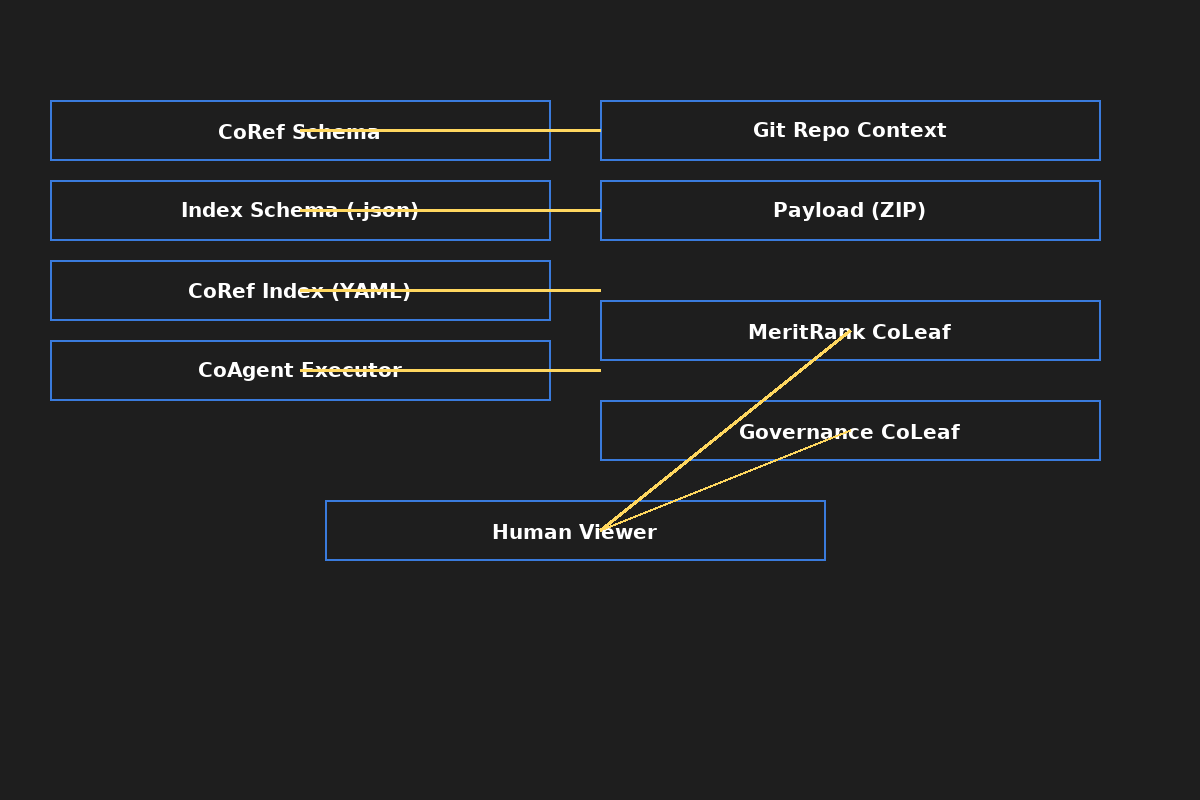 CoRef Schema
Git Repo Context
Index Schema (.json)
Payload (ZIP)
CoRef Index (YAML)
MeritRank CoLeaf
CoAgent Executor
Governance CoLeaf
Human Viewer